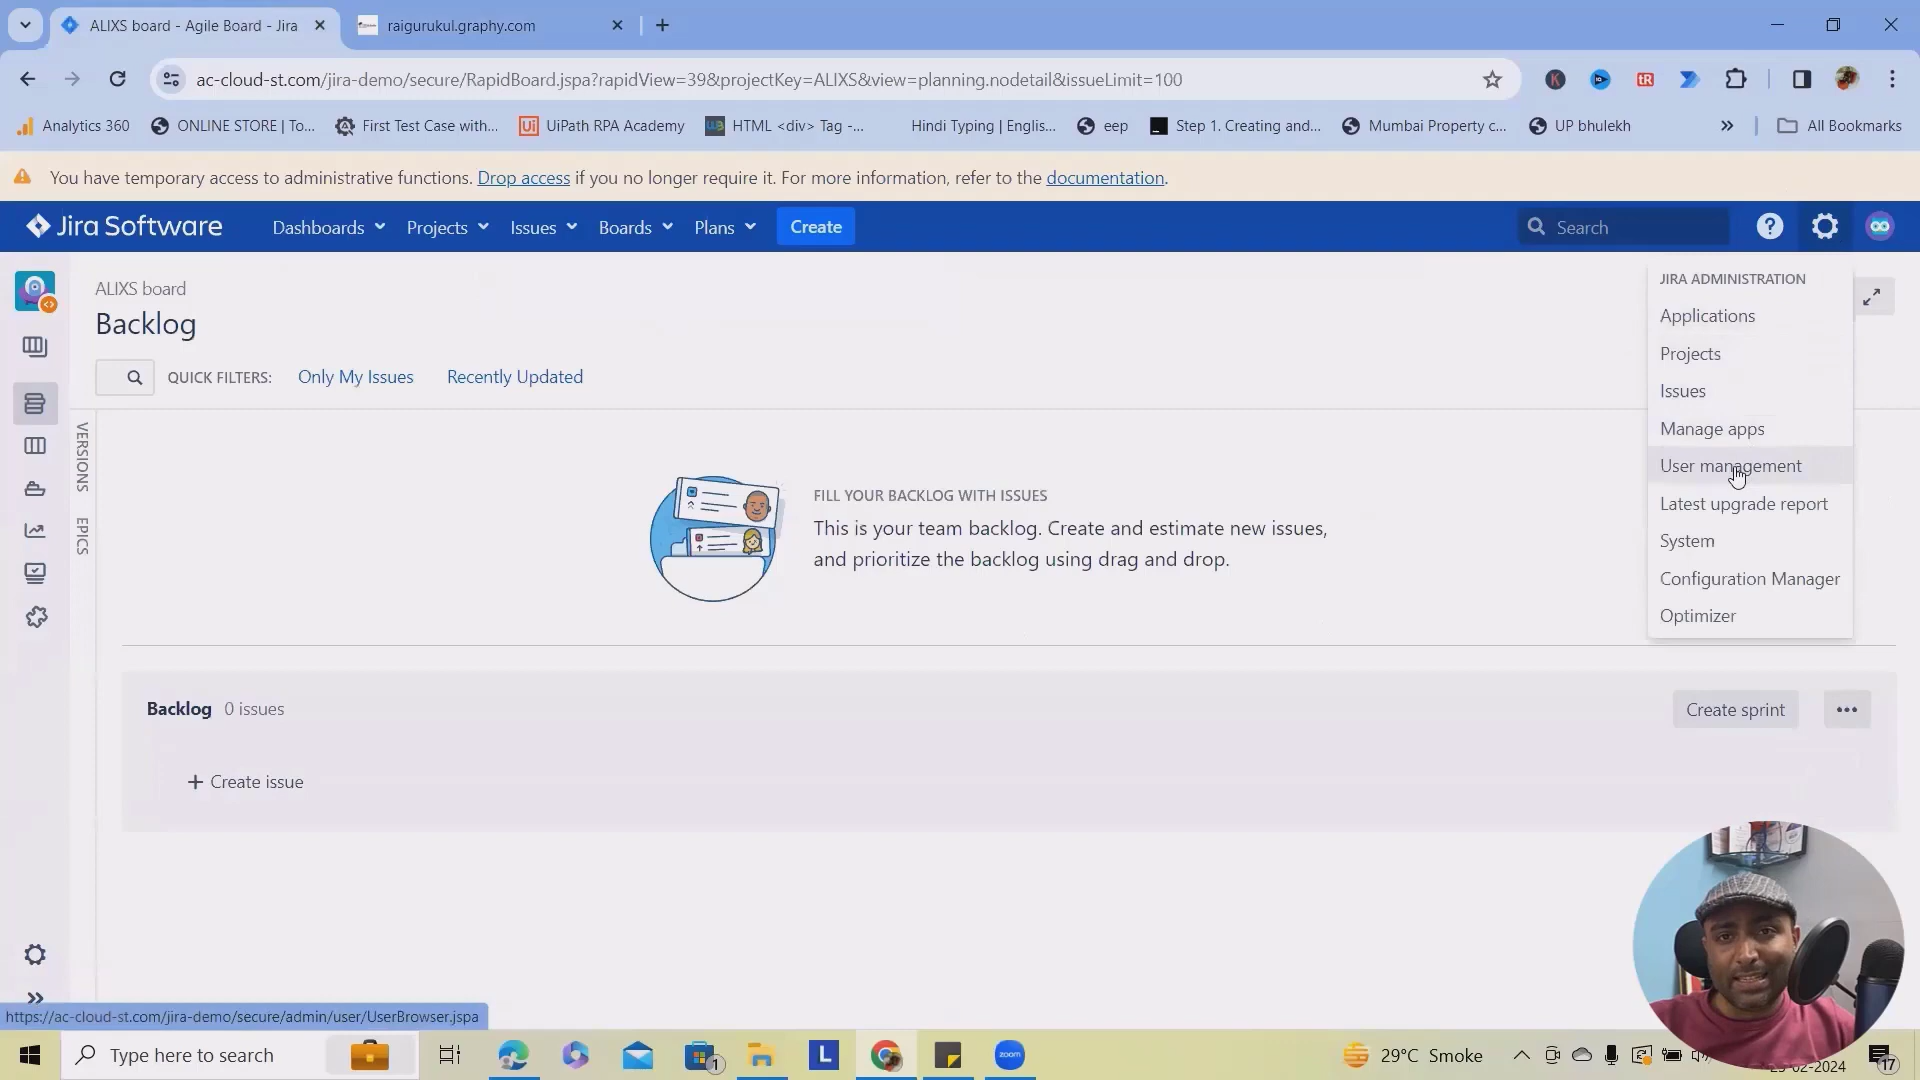 ALIXS board - Agile Board - Jira
raigurukul.graphy.com
ac-cloud-st.com/jira-demo/secure/RapidBoard.jspa?rapidView=39&projectKey=ALIXS&view=planning.nodetail&issueLimit=100
K
tR
Analytics 360
ONLINE STORE | To...
First Test Case with...
Ui
UiPath RPA Academy
HTML <div> Tag -...
Hindi Typing | Englis...
eep
Step 1. Creating and...
Mumbai Property c...
UP bhulekh
All Bookmarks
You have temporary access to administrative functions. Drop access if you no longer require it. For more information, refer to the documentation.
Jira Software
Dashboards
Projects
Issues
Boards
Plans
Create
Search
ALIXS board
Backlog
QUICK FILTERS:
Only My Issues
Recently Updated
JIRA ADMINISTRATION
Applications
Projects
Issues
Manage apps
User management
Latest upgrade report
System
Configuration Manager
Optimizer
VERSIONS
EPICS
FILL YOUR BACKLOG WITH ISSUES
This is your team backlog. Create and estimate new issues,
and prioritize the backlog using drag and drop.
Backlog 0 issues
Create sprint
+ Create issue
https://ac-cloud-st.com/jira-demo/secure/admin/user/UserBrowser.jspa
Type here to search
1
L
zoom
29°C Smoke
02-2024
17